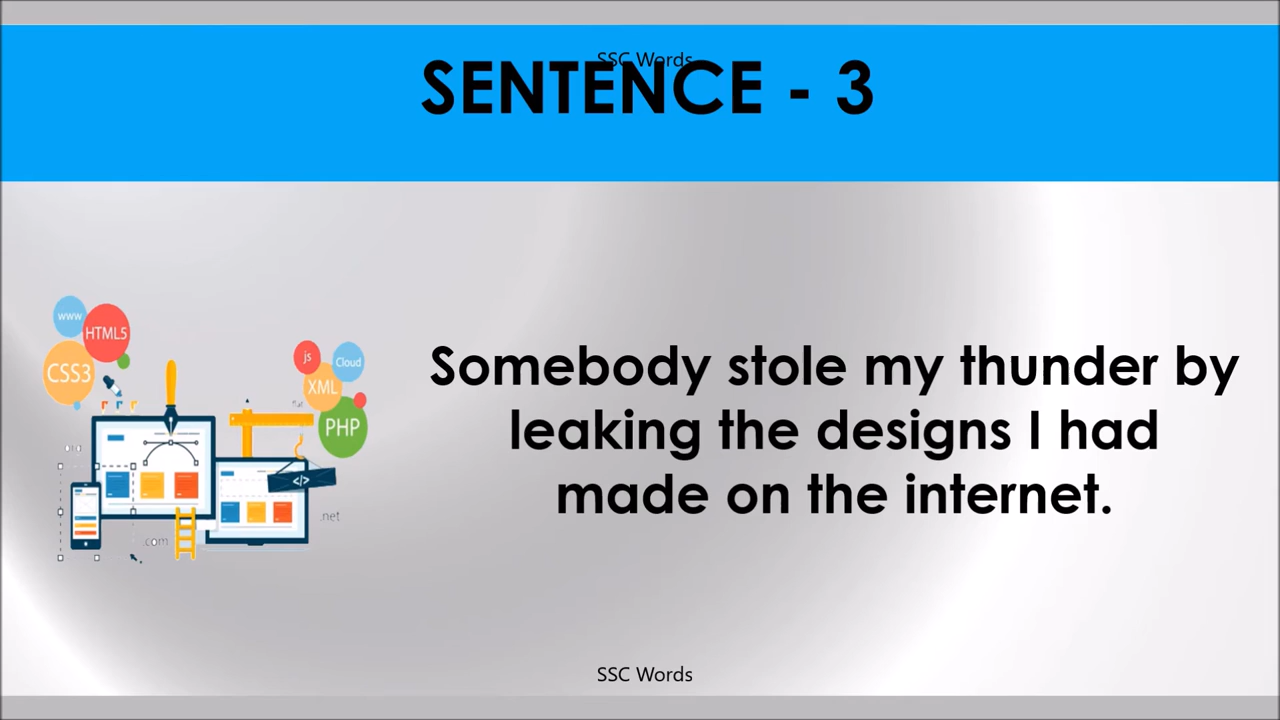 SSC Words
SENTENCE - 3
www
HTML5
CSS3
js
Cloud
XML
flat
PHP
</>
.net
.com
Somebody stole my thunder by
leaking the designs I had
made on the internet.
SSC Words